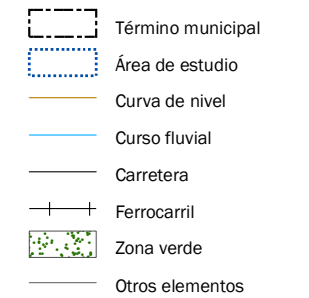 Término municipal
Área de estudio
Curva de nivel
Curso fluvial
Carretera
Ferrocarril
Zona verde
Otros elementos